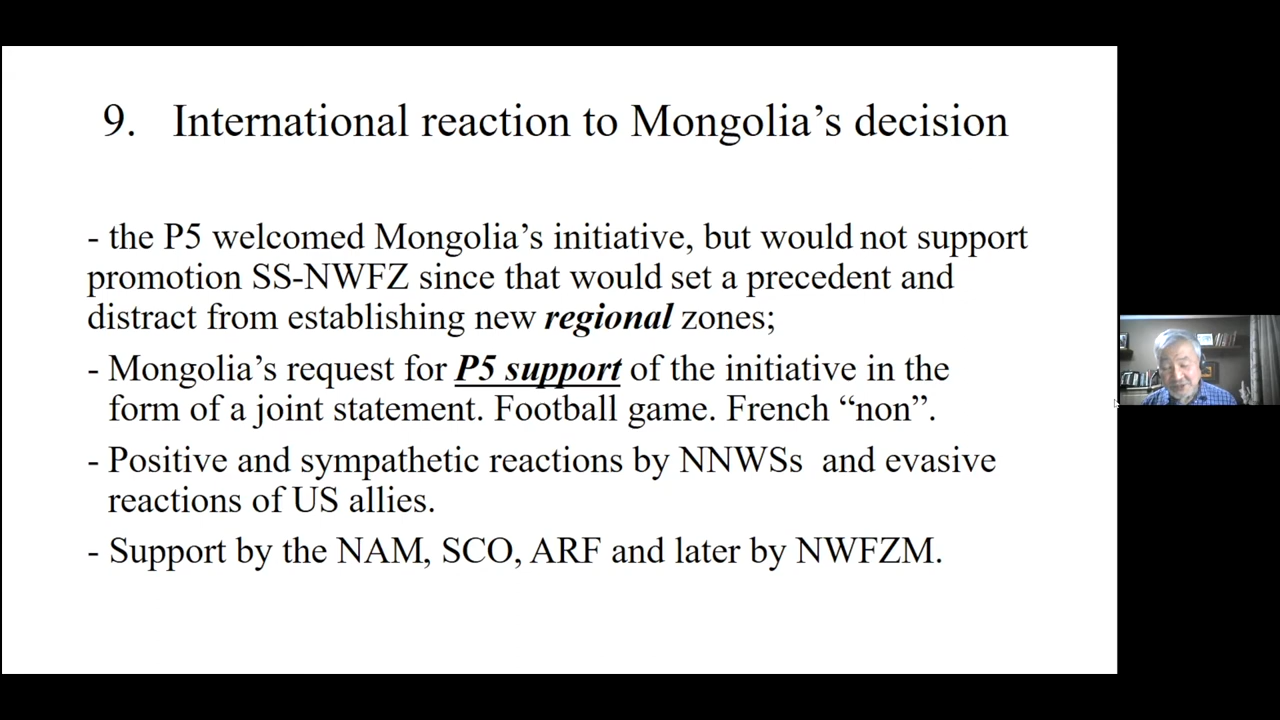 9. International reaction to Mongolia’s decision
- the P5 welcomed Mongolia’s initiative, but would not support
promotion SS-NWFZ since that would set a precedent and
distract from establishing new regional zones;
- Mongolia’s request for P5 support of the initiative in the
form of a joint statement. Football game. French “non”.
- Positive and sympathetic reactions by NNWSs and evasive
reactions of US allies.
- Support by the NAM, SCO, ARF and later by NWFZM.